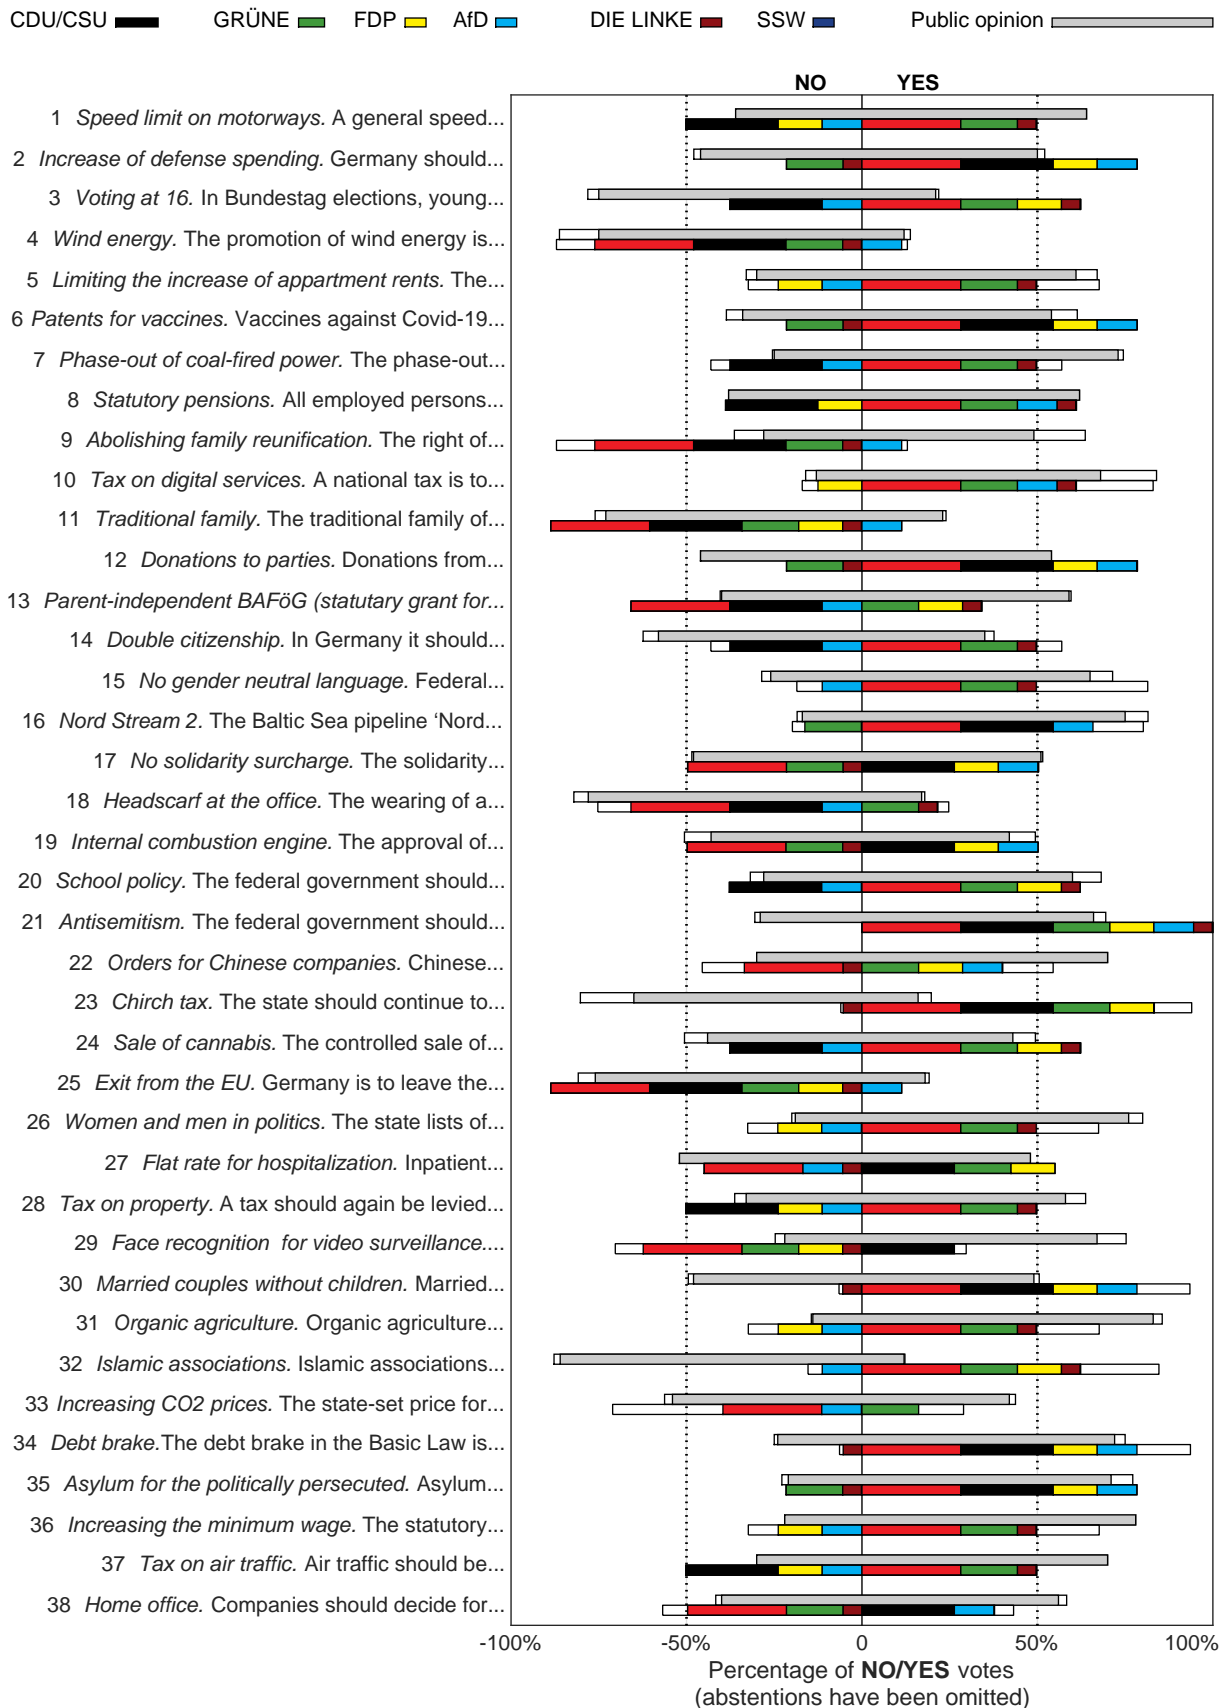 CDU/CSU GRÜNE FDP AfD DIE LINKE SSW Public opinion
NO YES
1 Speed limit on motorways. A general speed...
2 Increase of defense spending. Germany should...
3 Voting at 16. In Bundestag elections, young...
4 Wind energy. The promotion of wind energy is...
5 Limiting the increase of appartment rents. The...
6 Patents for vaccines. Vaccines against Covid-19...
7 Phase-out of coal-fired power. The phase-out...
8 Statutory pensions. All employed persons...
9 Abolishing family reunification. The right of...
10 Tax on digital services. A national tax is to...
11 Traditional family. The traditional family of...
12 Donations to parties. Donations from...
13 Parent-independent BAFöG (statutary grant for...
14 Double citizenship. In Germany it should...
15 No gender neutral language. Federal...
16 Nord Stream 2. The Baltic Sea pipeline ‘Nord...
17 No solidarity surcharge. The solidarity...
18 Headscarf at the office. The wearing of a...
19 Internal combustion engine. The approval of...
20 School policy. The federal government should...
21 Antisemitism. The federal government should...
22 Orders for Chinese companies. Chinese...
23 Chirch tax. The state should continue to...
24 Sale of cannabis. The controlled sale of...
25 Exit from the EU. Germany is to leave the...
26 Women and men in politics. The state lists of...
27 Flat rate for hospitalization. Inpatient...
28 Tax on property. A tax should again be levied...
29 Face recognition for video surveillance....
30 Married couples without children. Married...
31 Organic agriculture. Organic agriculture...
32 Islamic associations. Islamic associations...
33 Increasing CO2 prices. The state-set price for...
34 Debt brake.The debt brake in the Basic Law is...
35 Asylum for the politically persecuted. Asylum...
36 Increasing the minimum wage. The statutory...
37 Tax on air traffic. Air traffic should be...
38 Home office. Companies should decide for...
-100% -50% 0 50% 100%
Percentage of NO/YES votes
(abstentions have been omitted)